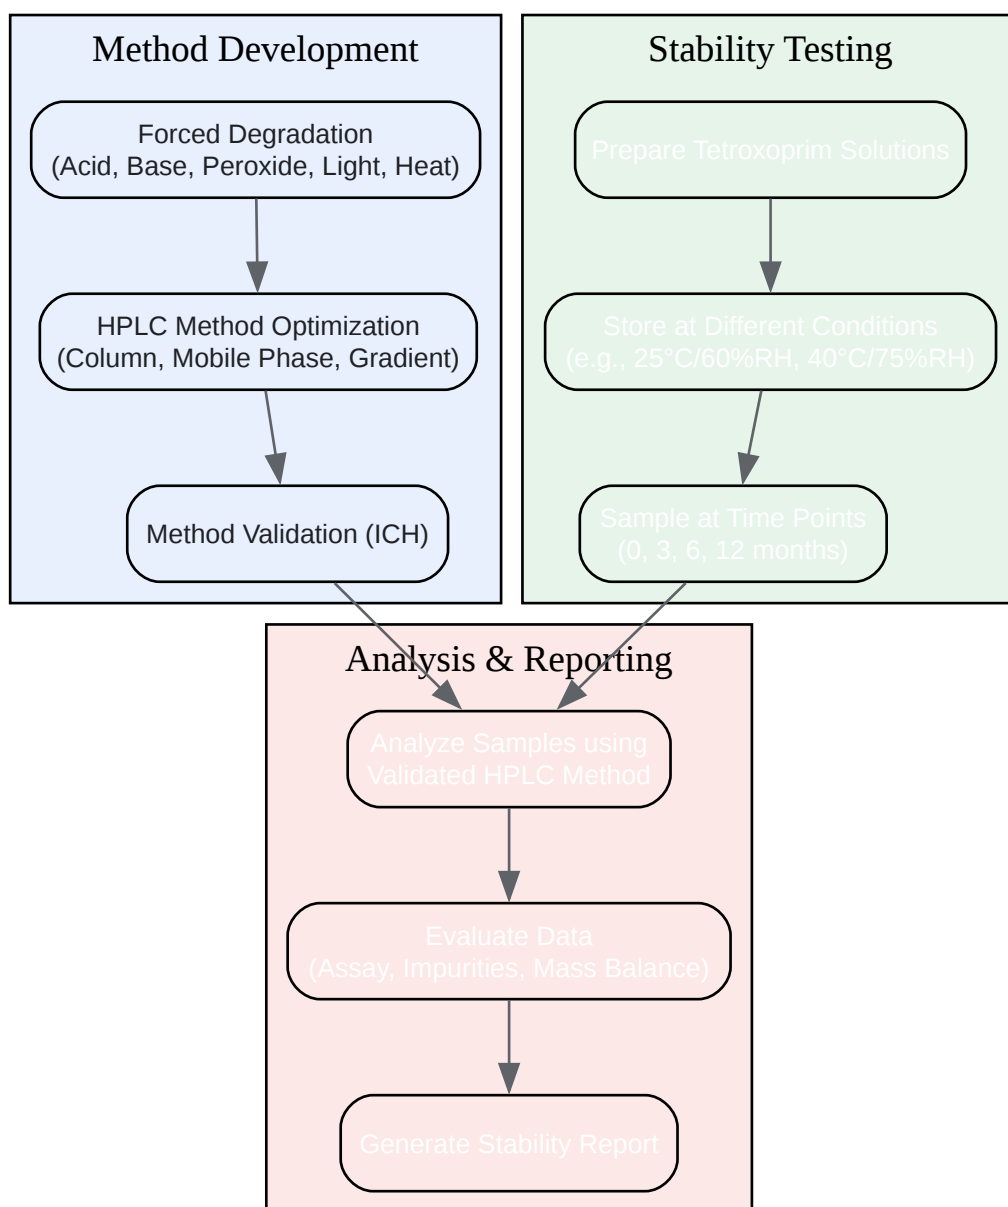 Method Development
Forced Degradation
(Acid, Base, Peroxide, Light, Heat)
HPLC Method Optimization
(Column, Mobile Phase, Gradient)
Method Validation (ICH)
Stability Testing
Prepare Tetroxoprim Solutions
Store at Different Conditions
(e.g., 25°C/60%RH, 40°C/75%RH)
Sample at Time Points
(0, 3, 6, 12 months)
Analysis & Reporting
Analyze Samples using
Validated HPLC Method
Evaluate Data
(Assay, Impurities, Mass Balance)
Generate Stability Report